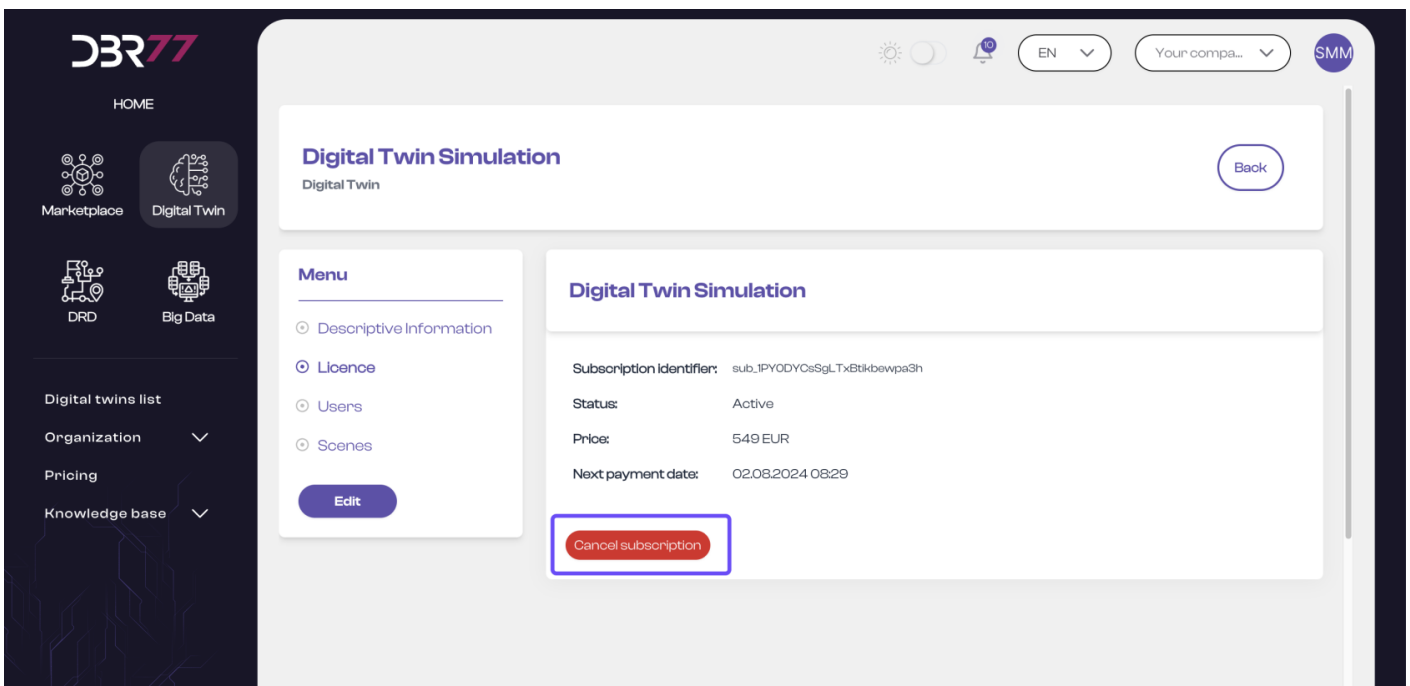 DBR77
10
EN
Your compa...
SMM
HOME
Marketplace
Digital Twin
DRD
Big Data
Digital twins list
Organization
Pricing
Knowledge base
Digital Twin Simulation
Digital Twin
Back
Menu
Descriptive Information
Licence
Users
Scenes
Edit
Digital Twin Simulation
Subscription identifier: sub_1PY0DYCsSgLTxBtikbewpa3h
Status: Active
Price: 549 EUR
Next payment date: 02.08.2024 08:29
Cancel subscription